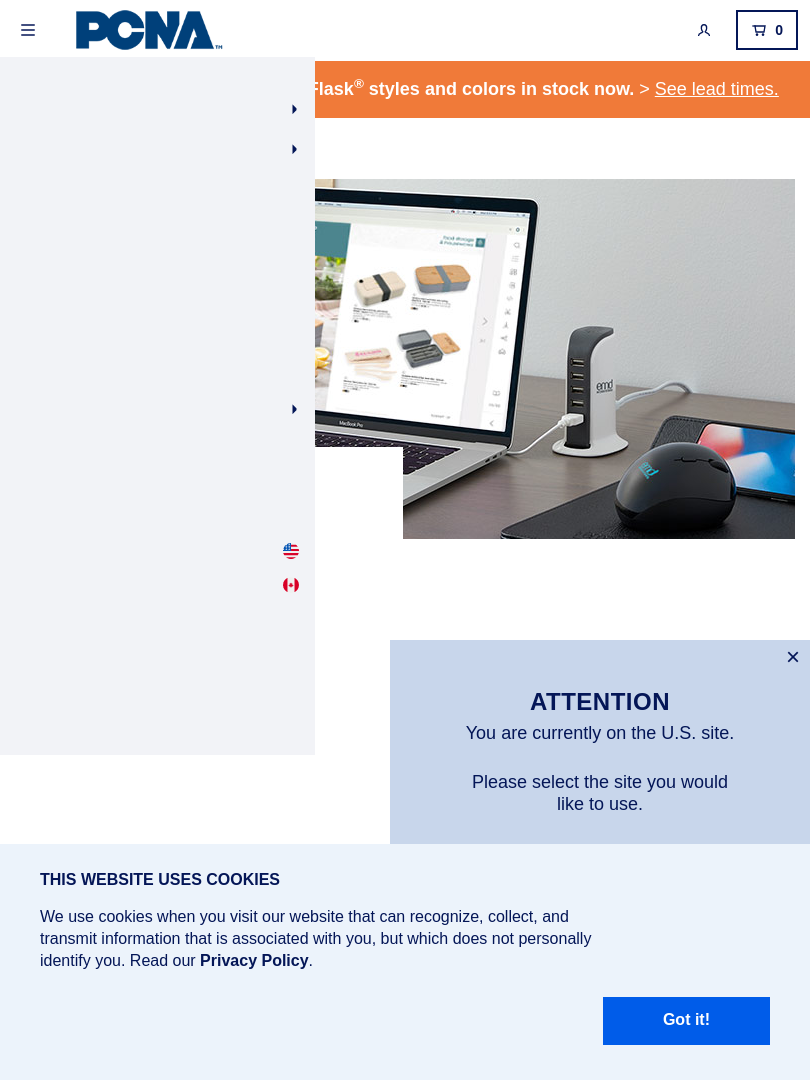 PCNA™
0
Flask® styles and colors in stock now. > See lead times.
food storage
MacBook Pro
emd
ATTENTION
You are currently on the U.S. site.
Please select the site you would
like to use.
THIS WEBSITE USES COOKIES
We use cookies when you visit our website that can recognize, collect, and
transmit information that is associated with you, but which does not personally
identify you. Read our Privacy Policy.
Got it!